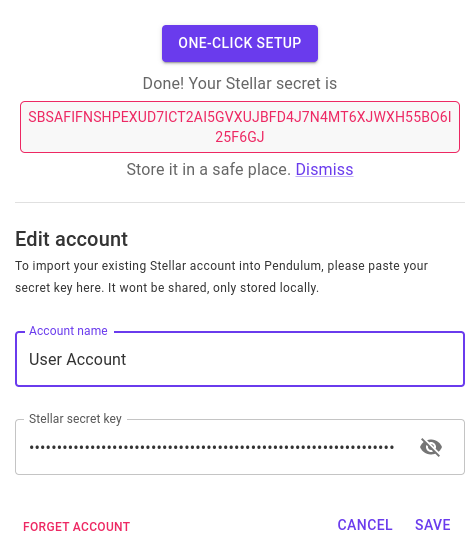 ONE-CLICK SETUP
Done! Your Stellar secret is
SBSAFIFNSHPEXUD7ICT2AI5GVXUJBFD4J7N4MT6XJWXH55BO6I
25F6GJ
Store it in a safe place. Dismiss
Edit account
To import your existing Stellar account into Pendulum, please paste your
secret key here. It wont be shared, only stored locally.
Account name
User Account
Stellar secret key
FORGET ACCOUNT
CANCEL
SAVE